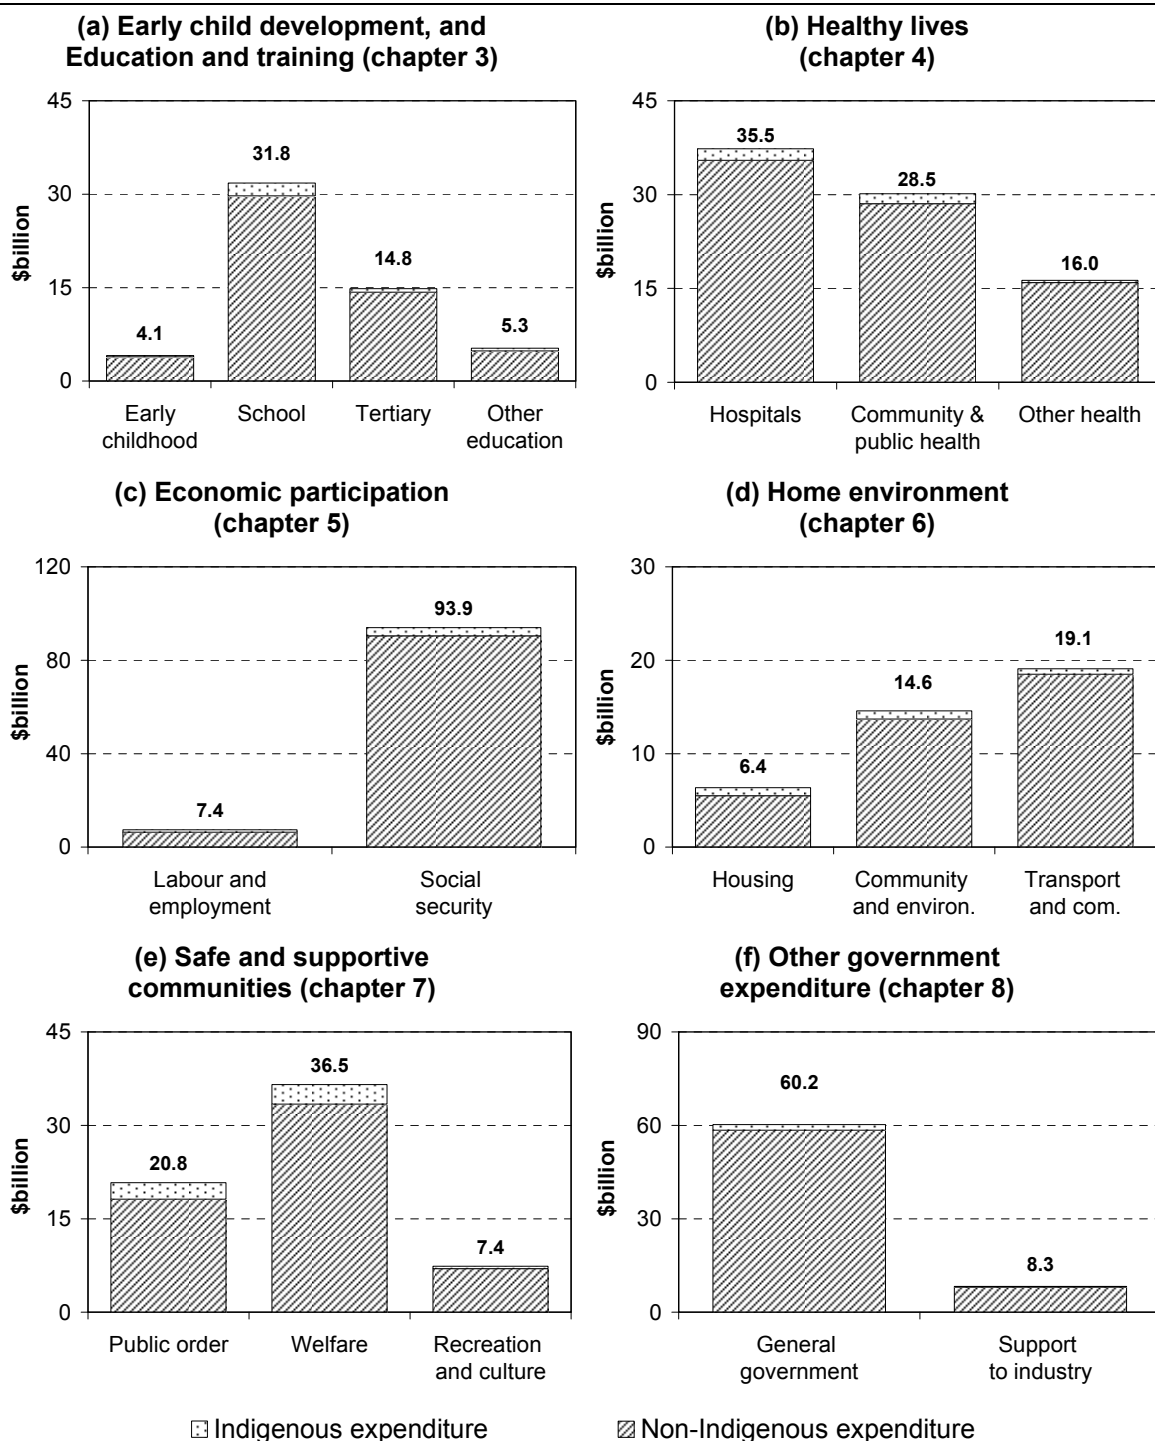 (a) Early child development, and
Education and training (chapter 3)
45
30
15
0
$billion
4.1
31.8
14.8
5.3
Early
childhood
School
Tertiary
Other
education
(b) Healthy lives
(chapter 4)
45
30
15
0
$billion
35.5
28.5
16.0
Hospitals
Community &
public health
Other health
(c) Economic participation
(chapter 5)
120
80
40
0
$billion
7.4
93.9
Labour and
employment
Social
security
(d) Home environment
(chapter 6)
30
20
10
0
$billion
6.4
14.6
19.1
Housing
Community
and environ.
Transport
and com.
(e) Safe and supportive
communities (chapter 7)
45
30
15
0
$billion
20.8
36.5
7.4
Public order
Welfare
Recreation
and culture
(f) Other government
expenditure (chapter 8)
90
60
30
0
$billion
60.2
8.3
General
government
Support
to industry
Indigenous expenditure
Non-Indigenous expenditure